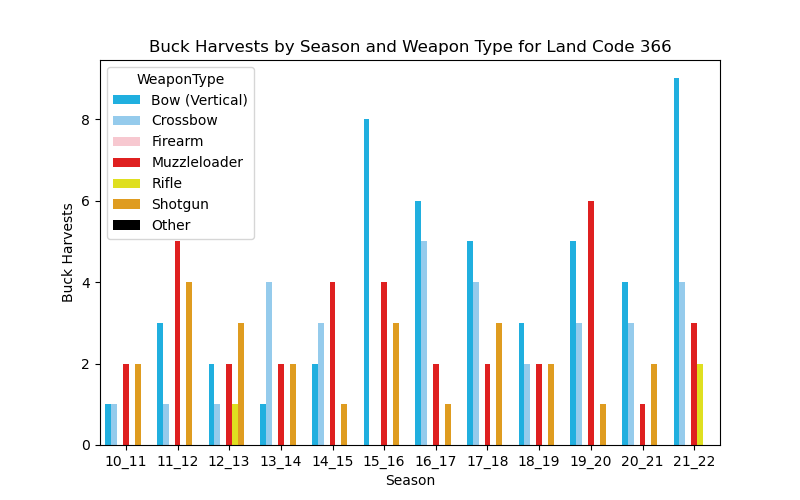 Buck Harvests by Season and Weapon Type for Land Code 366
WeaponType
Bow (Vertical)
Crossbow
Firearm
Muzzleloader
Rifle
Shotgun
Other
Buck Harvests
8
6
4
2
0
10_11 11_12 12_13 13_14 14_15 15_16 16_17 17_18 18_19 19_20 20_21 21_22
Season